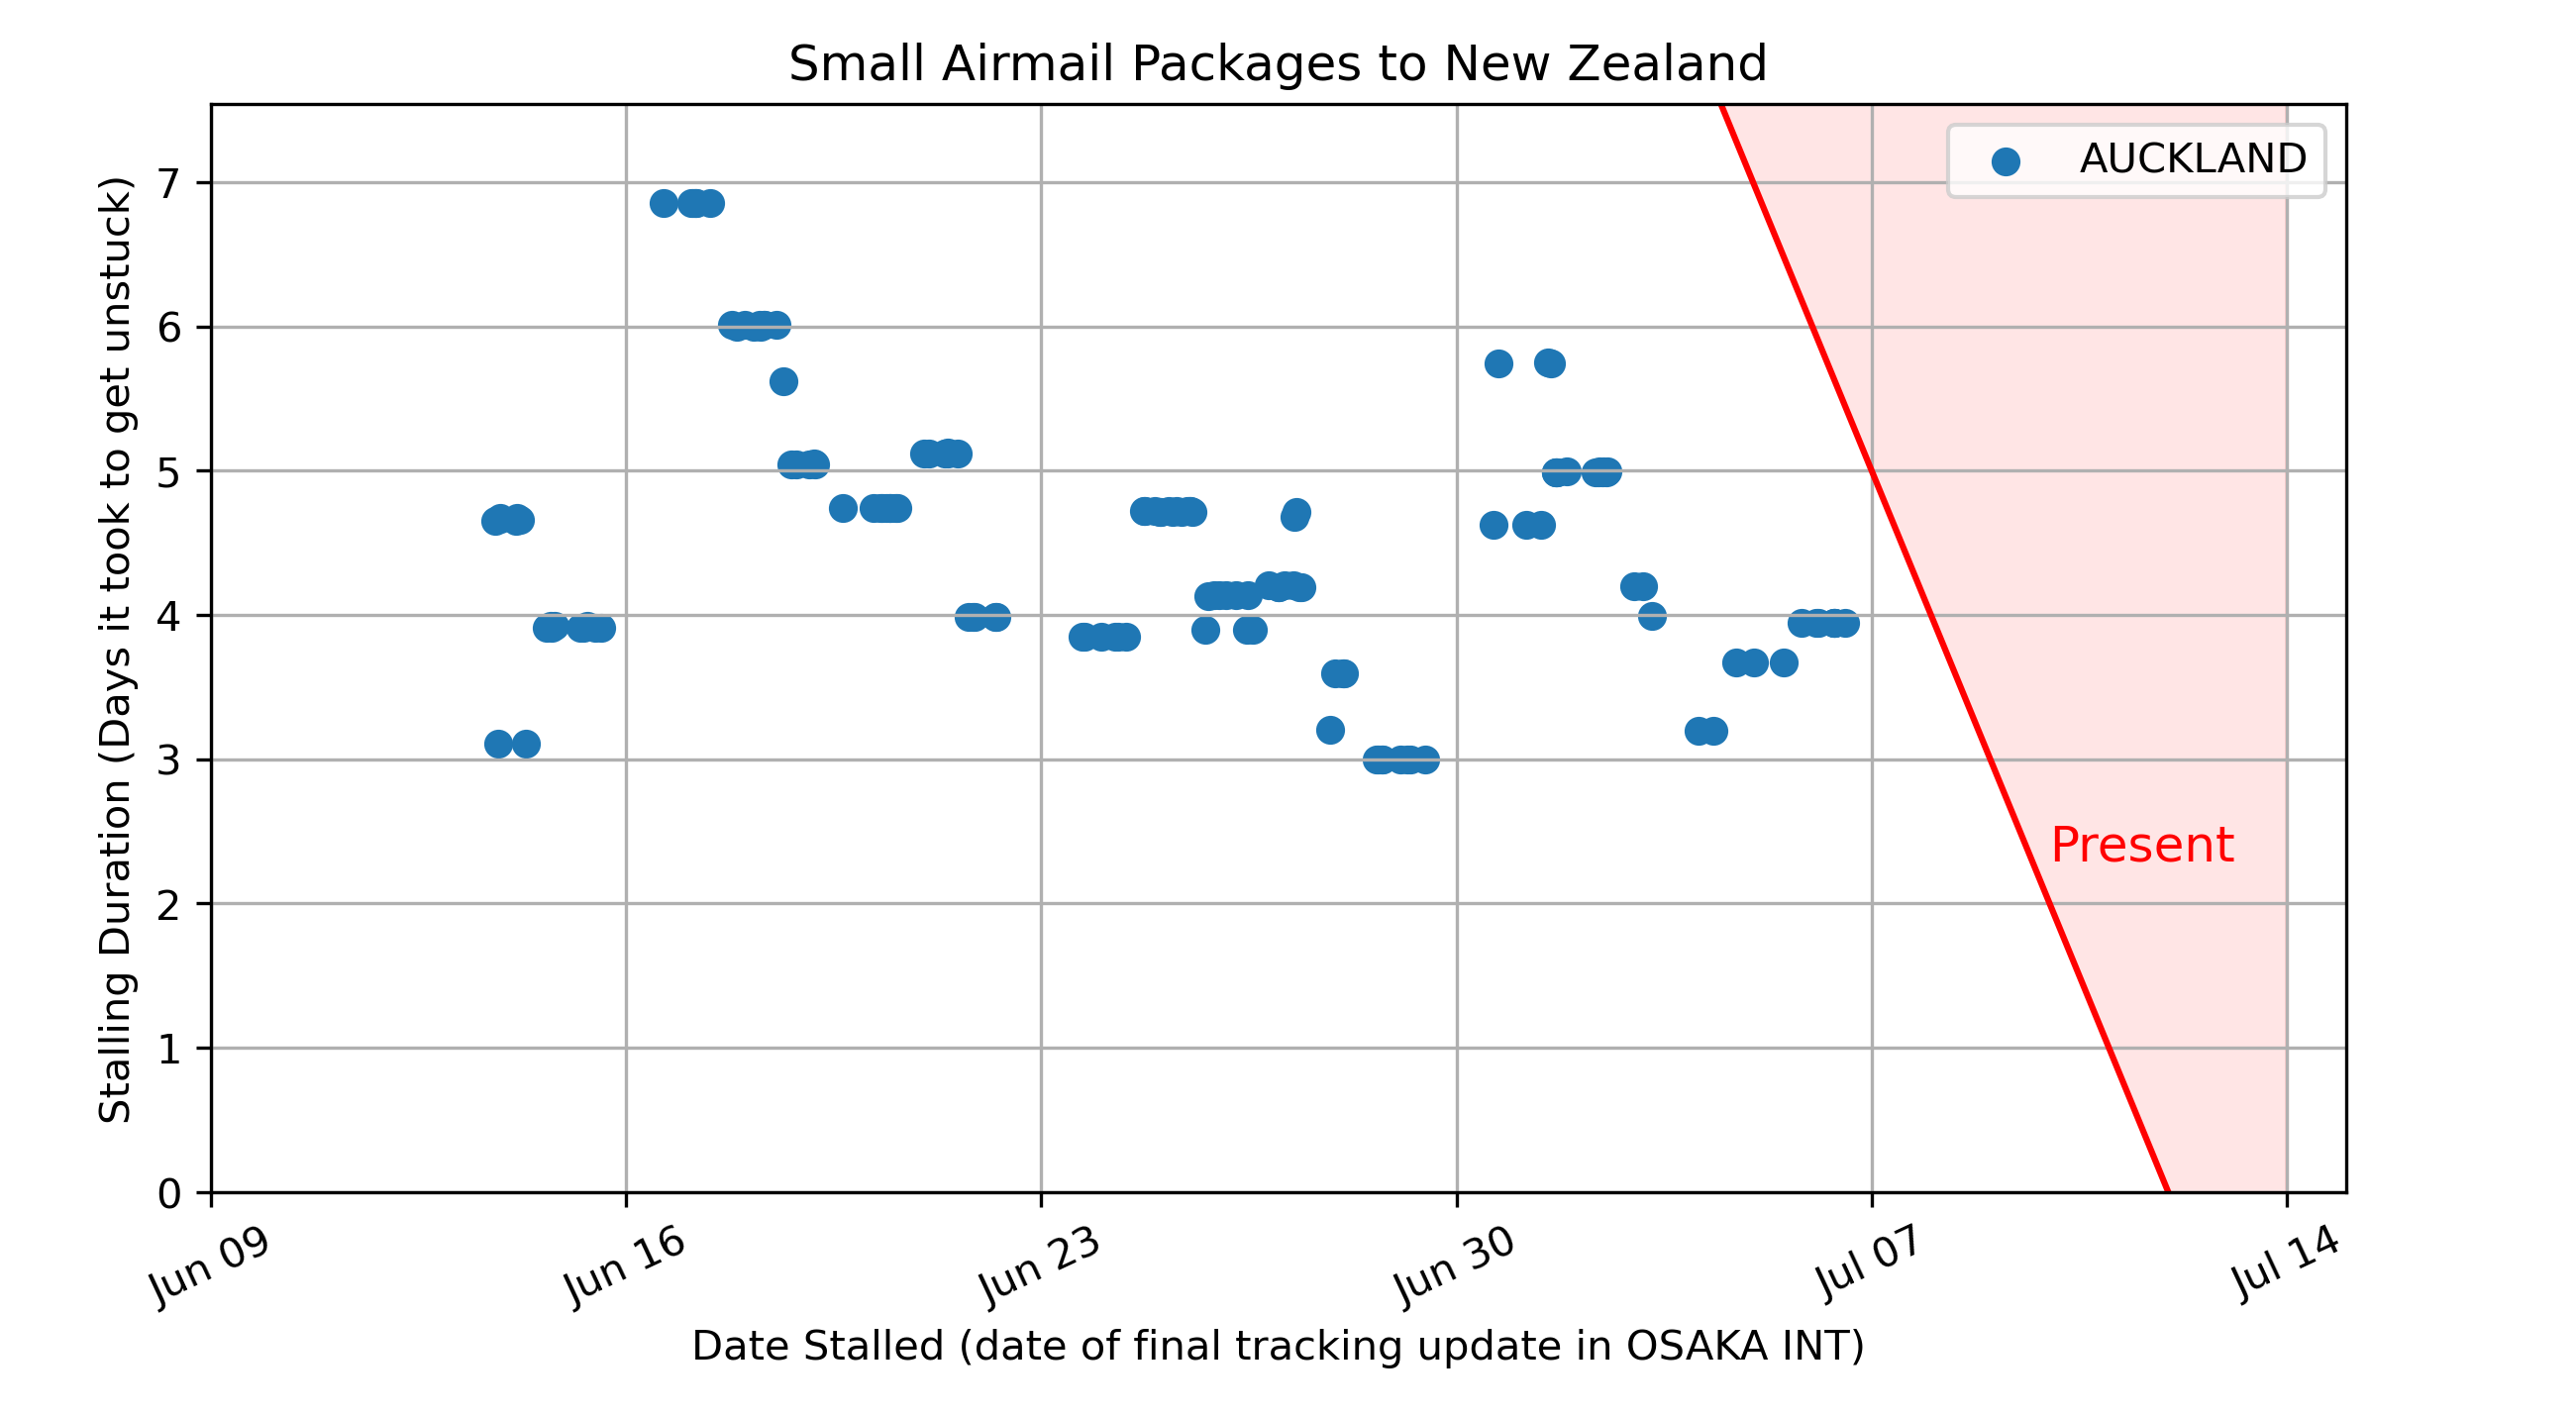 Small Airmail Packages to New Zealand
AUCKLAND
Stalling Duration (Days it took to get unstuck)
7
6
5
4
3
2
1
0
Present
Jun 09
Jun 16
Jun 23
Jun 30
Jul 07
Jul 14
Date Stalled (date of final tracking update in OSAKA INT)